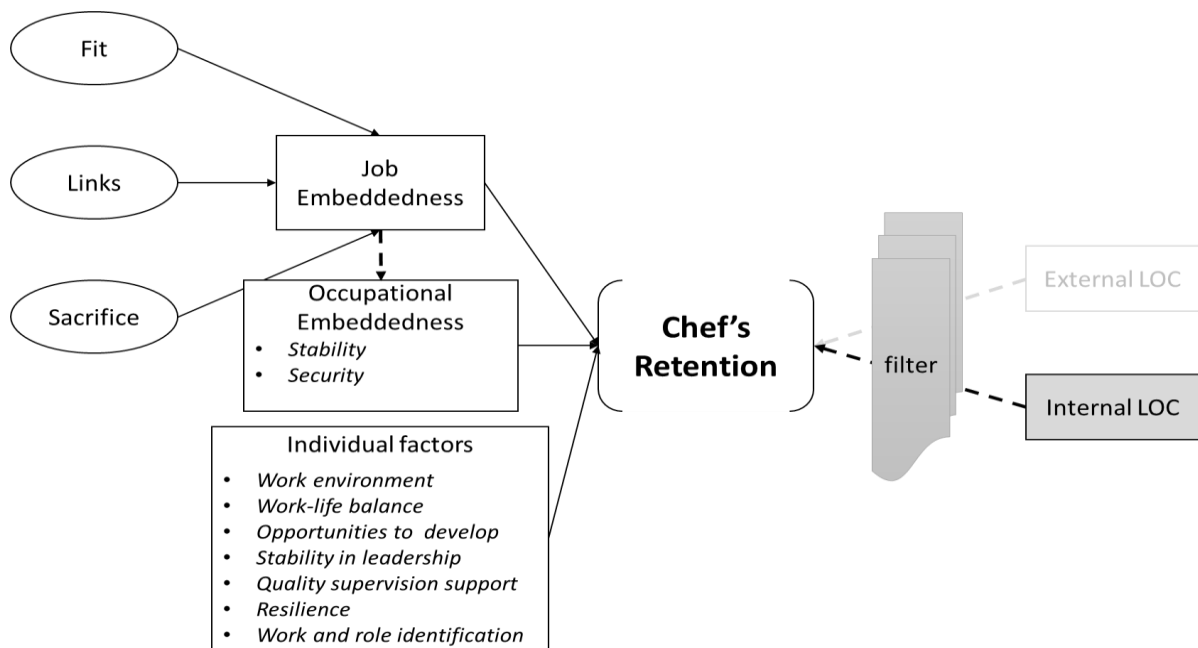 Fit
Links
Sacrifice
Job
Embeddedness
Occupational
Embeddedness
• Stability
• Security
Individual factors
• Work environment
• Work-life balance
• Opportunities to develop
• Stability in leadership
• Quality supervision support
• Resilience
• Work and role identification
Chef's
Retention
filter
External LOC
Internal LOC